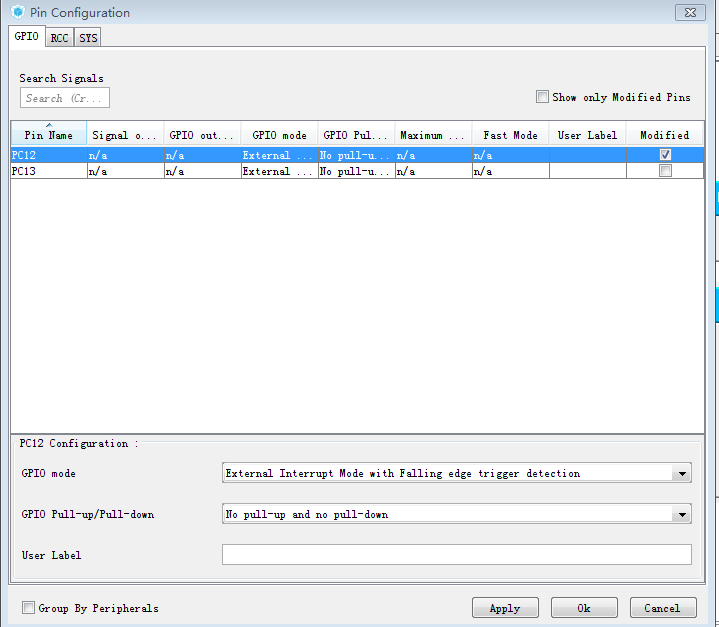 Pin Configuration
GPIO RCC SYS
Search Signals
Search (Cr...
Show only Modified Pins
Pin Name Signal o... GPIO out... GPIO mode GPIO Pul... Maximum ... Fast Mode User Label Modified
PC12 n/a n/a External ... No pull-u... n/a n/a
PC13 n/a n/a External ... No pull-u... n/a n/a
PC12 Configuration :
GPIO mode External Interrupt Mode with Falling edge trigger detection
GPIO Pull-up/Pull-down No pull-up and no pull-down
User Label
Group By Peripherals Apply Ok Cancel